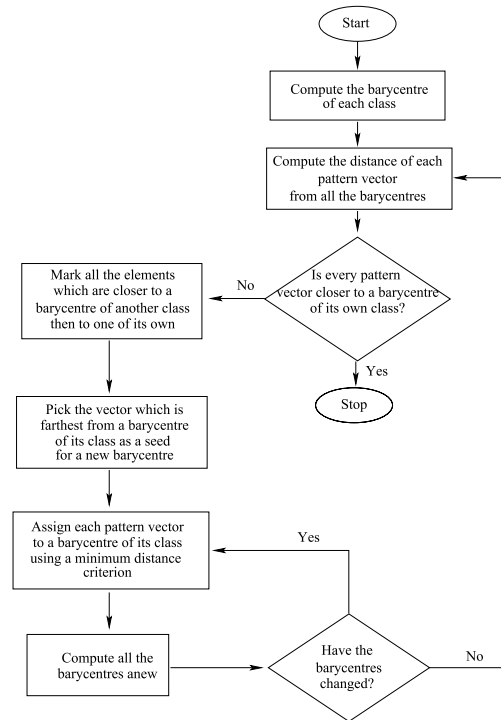 Start
Compute the barycentre
of each class
Compute the distance of each
pattern vector
from all the barycentres
Is every pattern
vector closer to a barycentre
of its own class?
No
Yes
Stop
Mark all the elements
which are closer to a
barycentre of another class
then to one of its own
Pick the vector which is
farthest from a barycentre
of its class as a seed
for a new barycentre
Assign each pattern vector
to a barycentre of its class
using a minimum distance
criterion
Yes
Compute all the
barycentres anew
Have the
barycentres
changed?
No